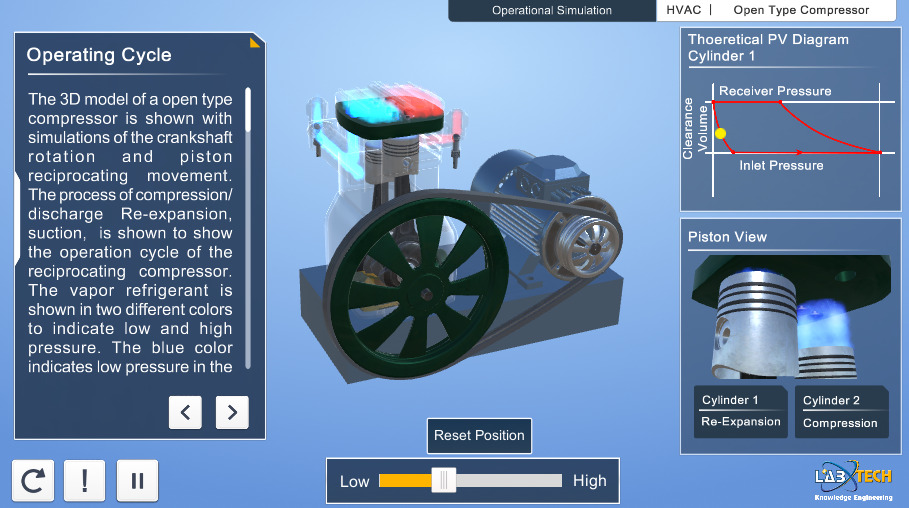 Operational Simulation
HVAC | Open Type Compressor
Operating Cycle
The 3D model of a open type
compressor is shown with
simulations of the crankshaft
rotation and piston
reciprocating movement.
The process of compression/
discharge Re-expansion,
suction, is shown to show
the operation cycle of the
reciprocating compressor.
The vapor refrigerant is
shown in two different colors
to indicate low and high
pressure. The blue color
indicates low pressure in the
Thoeretical PV Diagram
Cylinder 1
Receiver Pressure
Clearance
Volume
Inlet Pressure
Piston View
Cylinder 1
Re-Expansion
Cylinder 2
Compression
Reset Position
Low
High
LABTECH
Knowledge Engineering